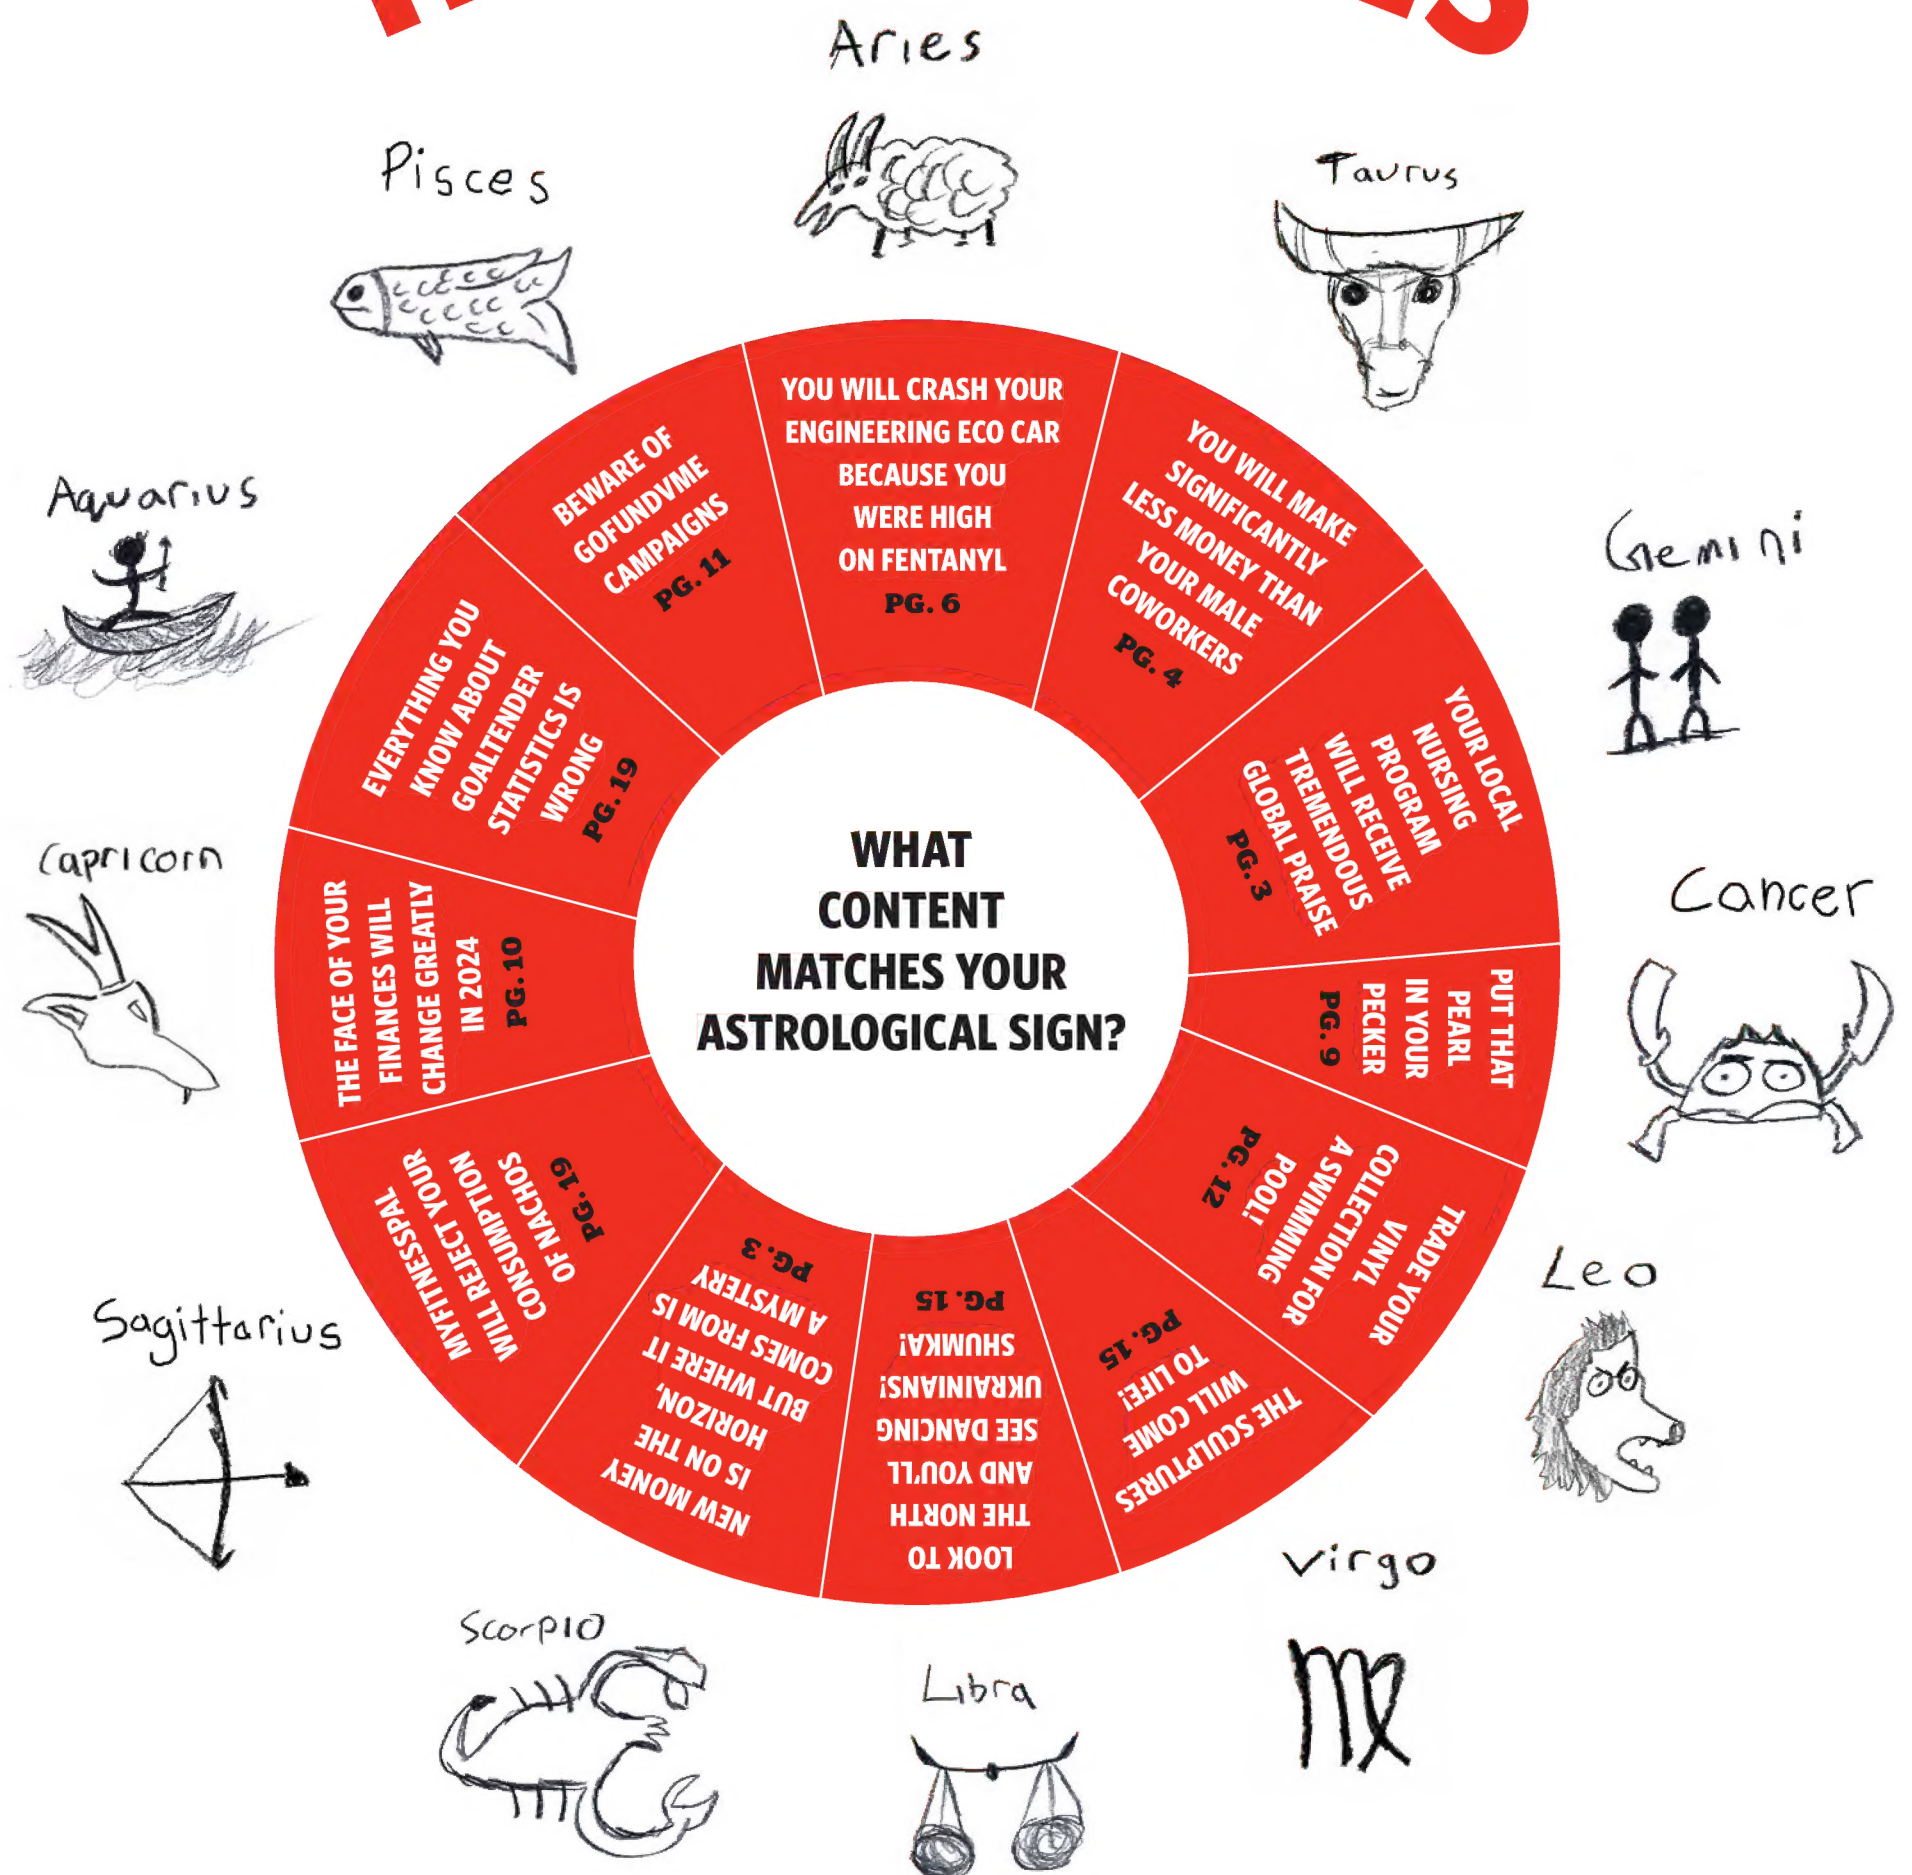 Aries
YOU WILL CRASH YOUR
ENGINEERING ECO CAR
BECAUSE YOU
WERE HIGH
ON FENTANYL
PG. 6
Taurus
YOU WILL MAKE
SIGNIFICANTLY
LESS MONEY THAN
YOUR MALE
COWORKERS
PG. 4
Gemini
YOUR LOCAL
NURSING
PROGRAM
WILL RECEIVE
TREMENDOUS
GLOBAL PRAISE
PG. 3
Cancer
PUT THAT
PEARL
IN YOUR
PECKER
PG. 9
Leo
TRADE YOUR
VINYL
COLLECTION FOR
A SWIMMING
POOL!
PG. 12
Virgo
THE SCULPTURES
WILL COME
TO LIFE!
PG. 15
Libra
LOOK TO
THE NORTH
AND YOU'LL
SEE DANCING
UKRAINIANS!
SHUMKA!
PG. 15
Scorpio
NEW MONEY
IS ON THE
HORIZON,
BUT WHERE IT
COMES FROM IS
A MYSTERY
PG. 3
Sagittarius
MYFITNESSPAL
WILL REJECT YOUR
CONSUMPTION
OF NACHOS
PG. 19
Capricorn
THE FACE OF YOUR
FINANCES WILL
CHANGE GREATLY
IN 2024
PG. 10
Aquarius
EVERYTHING YOU
KNOW ABOUT
GOALTENDER
STATISTICS IS
WRONG
PG. 19
Pisces
BEWARE OF
GOFUNDVME
CAMPAIGNS
PG. 11
WHAT
CONTENT
MATCHES YOUR
ASTROLOGICAL SIGN?